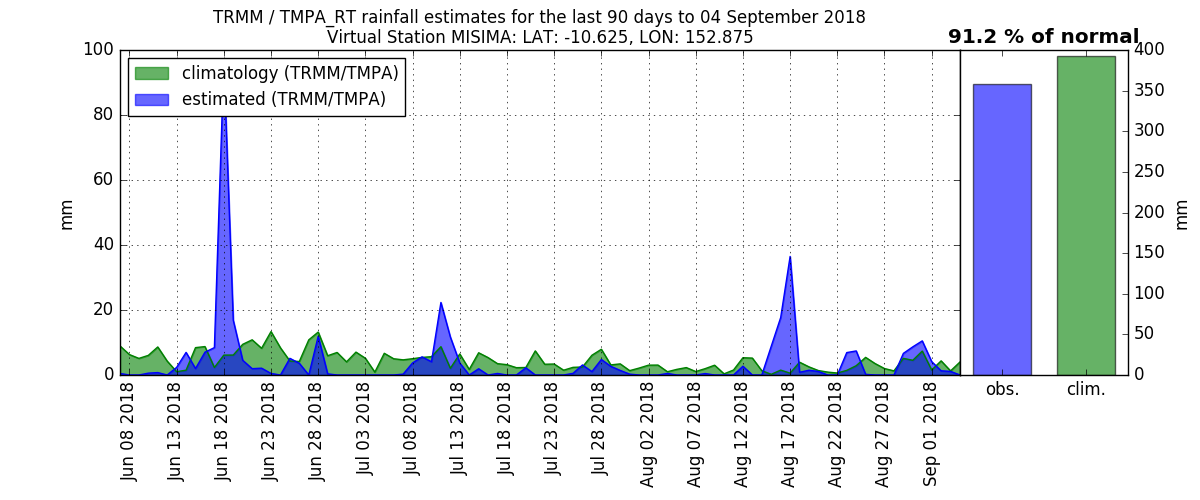 TRMM / TMPA_RT rainfall estimates for the last 90 days to 04 September 2018
Virtual Station MISIMA: LAT: -10.625, LON: 152.875
91.2 % of normal
climatology (TRMM/TMPA)
estimated (TRMM/TMPA)
100
80
60
40
20
0
mm
400
350
300
250
200
150
100
50
0
mm
Jun 08 2018
Jun 13 2018
Jun 18 2018
Jun 23 2018
Jun 28 2018
Jul 03 2018
Jul 08 2018
Jul 13 2018
Jul 18 2018
Jul 23 2018
Jul 28 2018
Aug 02 2018
Aug 07 2018
Aug 12 2018
Aug 17 2018
Aug 22 2018
Aug 27 2018
Sep 01 2018
obs.
clim.